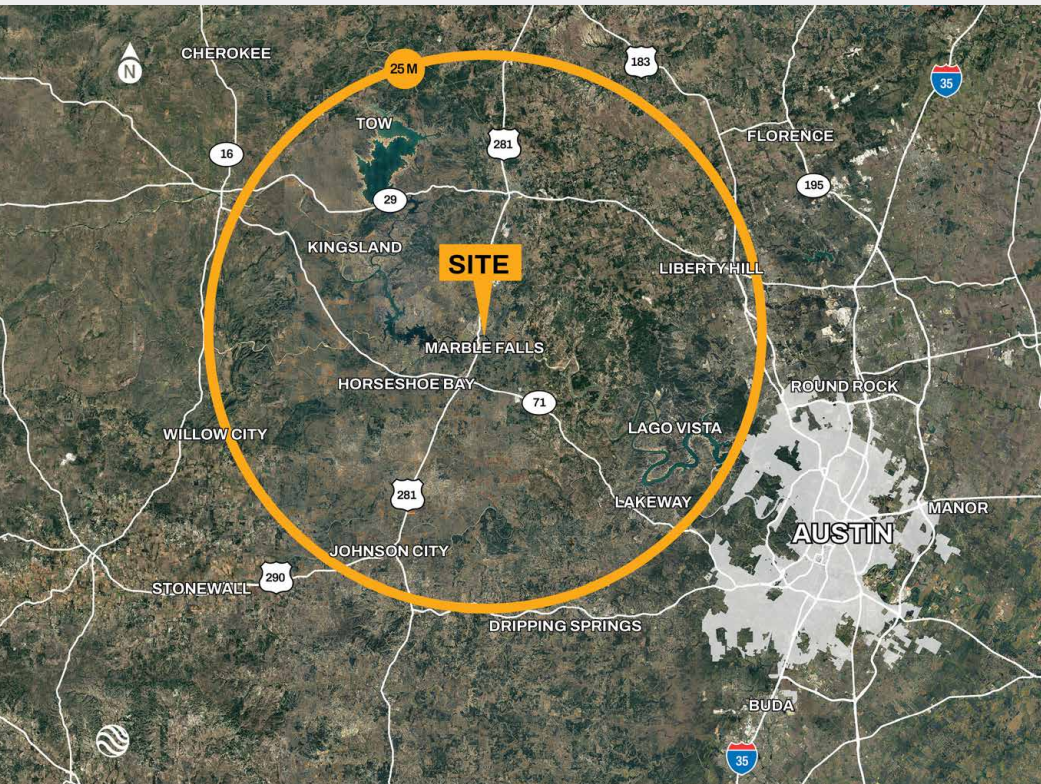 CHEROKEE
N
25 M
183
35
TOW
281
FLORENCE
16
29
195
KINGSLAND
SITE
LIBERTY HILL
MARBLE FALLS
HORSESHOE BAY
ROUND ROCK
71
LAGO VISTA
WILLOW CITY
281
LAKEWAY
MANOR
AUSTIN
JOHNSON CITY
290
STONEWALL
DRIPPING SPRINGS
BUDA
35